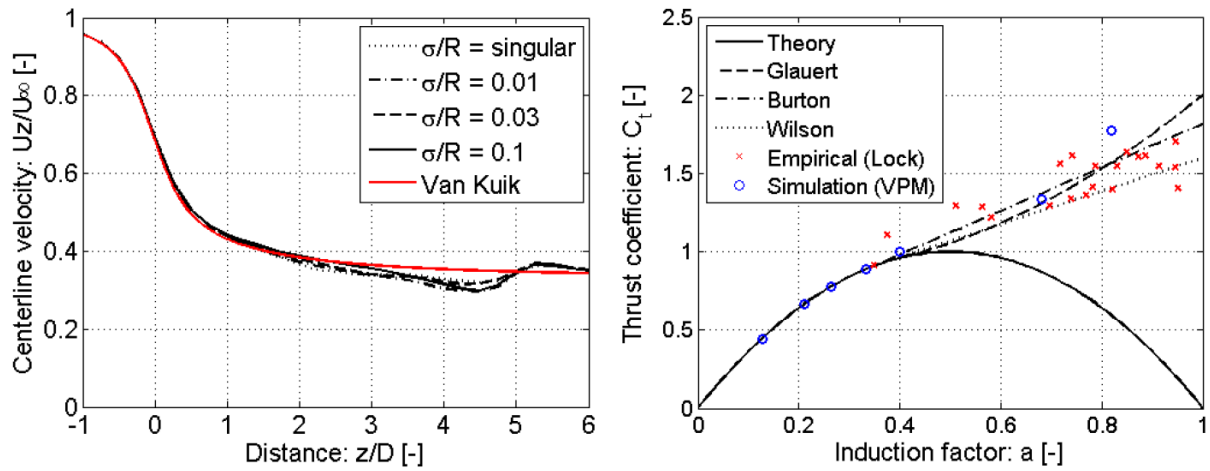 Centerline velocity: Uz/U∞ [-]
1
0.8
0.6
0.4
0.2
0
-1
0
1
2
3
4
5
6
Distance: z/D [-]
σ/R = singular
σ/R = 0.01
σ/R = 0.03
σ/R = 0.1
Van Kuik
Thrust coefficient: Ct [-]
2.5
2
1.5
1
0.5
0
0
0.2
0.4
0.6
0.8
1
Induction factor: a [-]
Theory
Glauert
Burton
Wilson
Empirical (Lock)
Simulation (VPM)